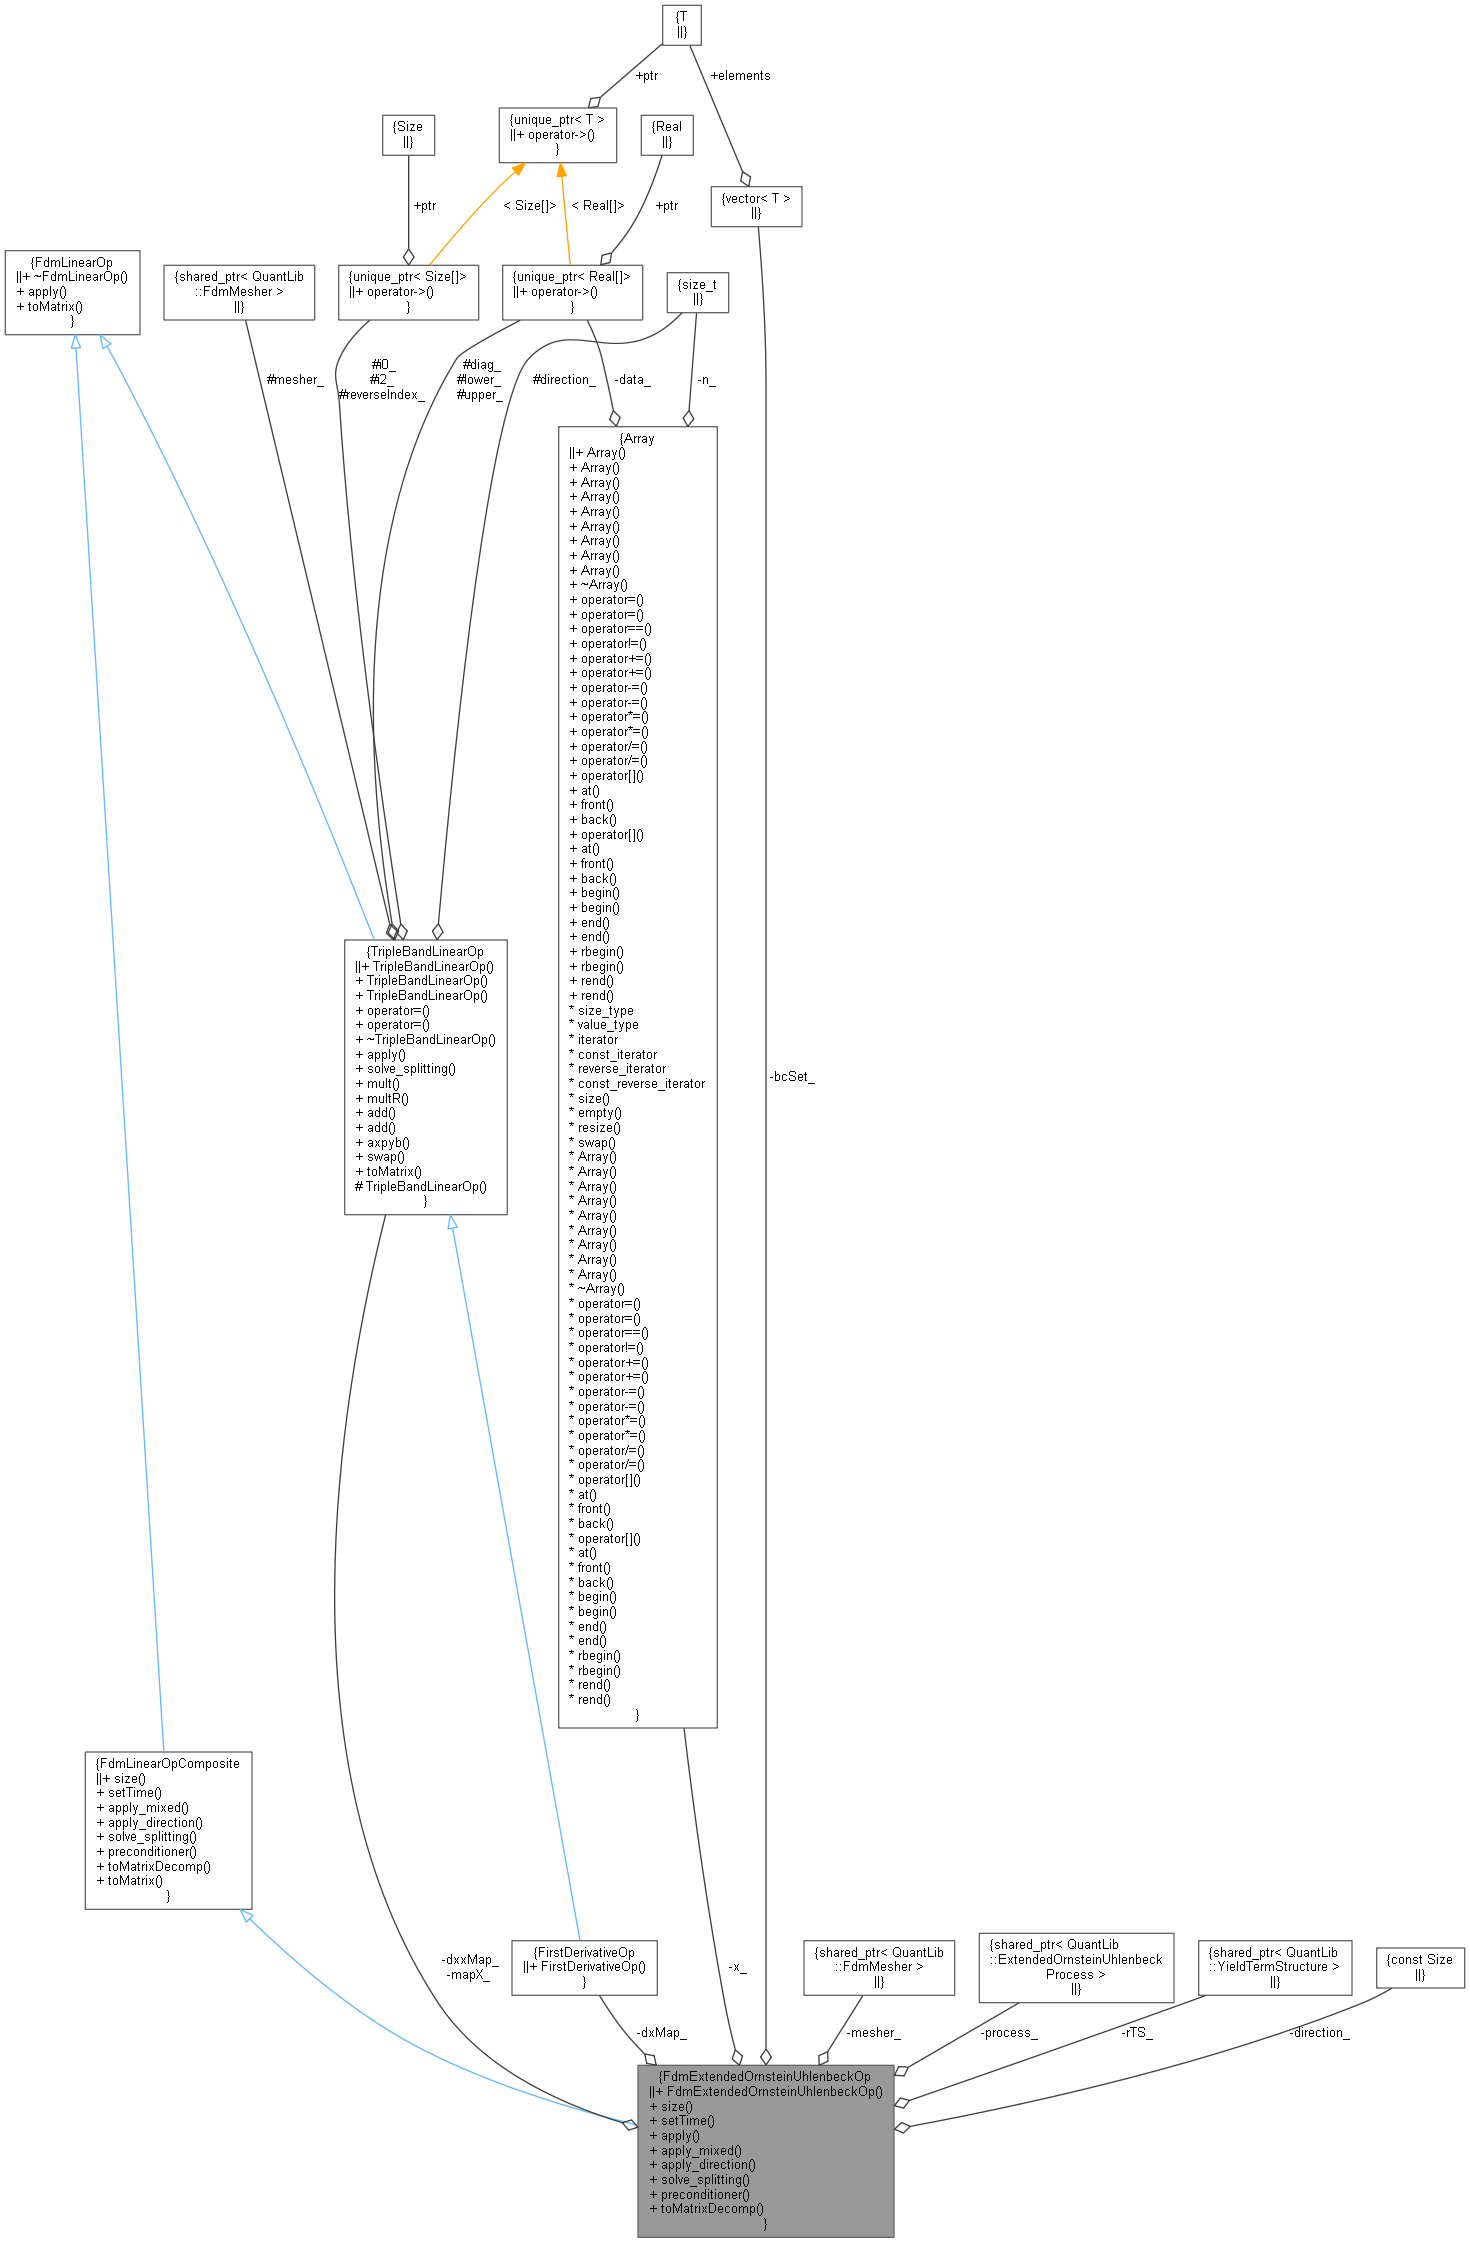 {T
||}
+ptr
+elements
{Size
||}
{unique_ptr< T >
||+ operator->()
}
{Real
||}
{vector< T >
||}
+ptr
< Size[]>
< Real[]>
+ptr
{FdmLinearOp
||+ ~FdmLinearOp()
+ apply()
+ toMatrix()
}
{shared_ptr< QuantLib
::FdmMesher >
||}
{unique_ptr< Size[]>
||+ operator->()
}
{unique_ptr< Real[]>
||+ operator->()
}
{size_t
||}
#mesher_
#i0_
#i2_
#reverseIndex_
#diag_
#lower_
#upper_
#direction_
-data_
-n_
{Array
||+ Array()
+ Array()
+ Array()
+ Array()
+ Array()
+ Array()
+ Array()
+ Array()
+ Array()
+ ~Array()
+ operator=()
+ operator=()
+ operator==()
+ operator!=()
+ operator+=()
+ operator+=()
+ operator-=()
+ operator-=()
+ operator*=()
+ operator*=()
+ operator/=()
+ operator/=()
+ operator[]()
+ at()
+ front()
+ back()
+ operator[]()
+ at()
+ front()
+ back()
+ begin()
+ begin()
+ end()
+ end()
+ rbegin()
+ rbegin()
+ rend()
+ rend()
* size_type
* value_type
* iterator
* const_iterator
* reverse_iterator
* const_reverse_iterator
* size()
* empty()
* resize()
* swap()
* Array()
* Array()
* Array()
* Array()
* Array()
* Array()
* Array()
* Array()
* Array()
* ~Array()
* operator=()
* operator=()
* operator==()
* operator!=()
* operator+=()
* operator+=()
* operator-=()
* operator-=()
* operator*=()
* operator*=()
* operator/=()
* operator/=()
* operator[]()
* at()
* front()
* back()
* operator[]()
* at()
* front()
* back()
* begin()
* begin()
* end()
* end()
* rbegin()
* rbegin()
* rend()
* rend()
}
{TripleBandLinearOp
||+ TripleBandLinearOp()
+ TripleBandLinearOp()
+ TripleBandLinearOp()
+ operator=()
+ operator=()
+ ~TripleBandLinearOp()
+ apply()
+ solve_splitting()
+ mult()
+ multR()
+ add()
+ add()
+ axpyb()
+ swap()
+ toMatrix()
# TripleBandLinearOp()
}
-bcSet_
{FdmLinearOpComposite
||+ size()
+ setTime()
+ apply_mixed()
+ apply_direction()
+ solve_splitting()
+ preconditioner()
+ toMatrixDecomp()
+ toMatrix()
}
-dxxMap_
-mapX_
{FirstDerivativeOp
||+ FirstDerivativeOp()
}
-x_
{shared_ptr< QuantLib
::FdmMesher >
||}
{shared_ptr< QuantLib
::ExtendedOrnsteinUhlenbeck
Process >
||}
{shared_ptr< QuantLib
::YieldTermStructure >
||}
{const Size
||}
-dxMap_
-mesher_
-process_
-rTS_
-direction_
{FdmExtendedOrnsteinUhlenbeckOp
||+ FdmExtendedOrnsteinUhlenbeckOp()
+ size()
+ setTime()
+ apply()
+ apply_mixed()
+ apply_direction()
+ solve_splitting()
+ preconditioner()
+ toMatrixDecomp()
}